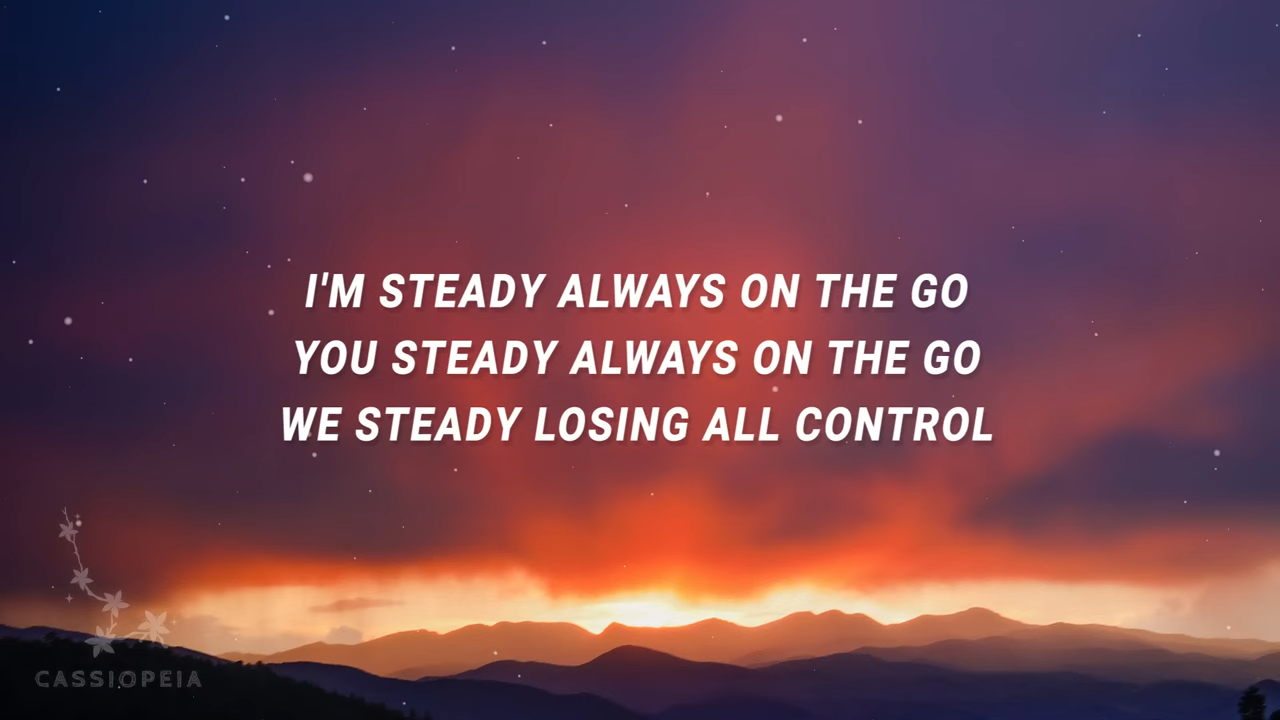 I'M STEADY ALWAYS ON THE GO
YOU STEADY ALWAYS ON THE GO
WE STEADY LOSING ALL CONTROL
CASSIOPEIA